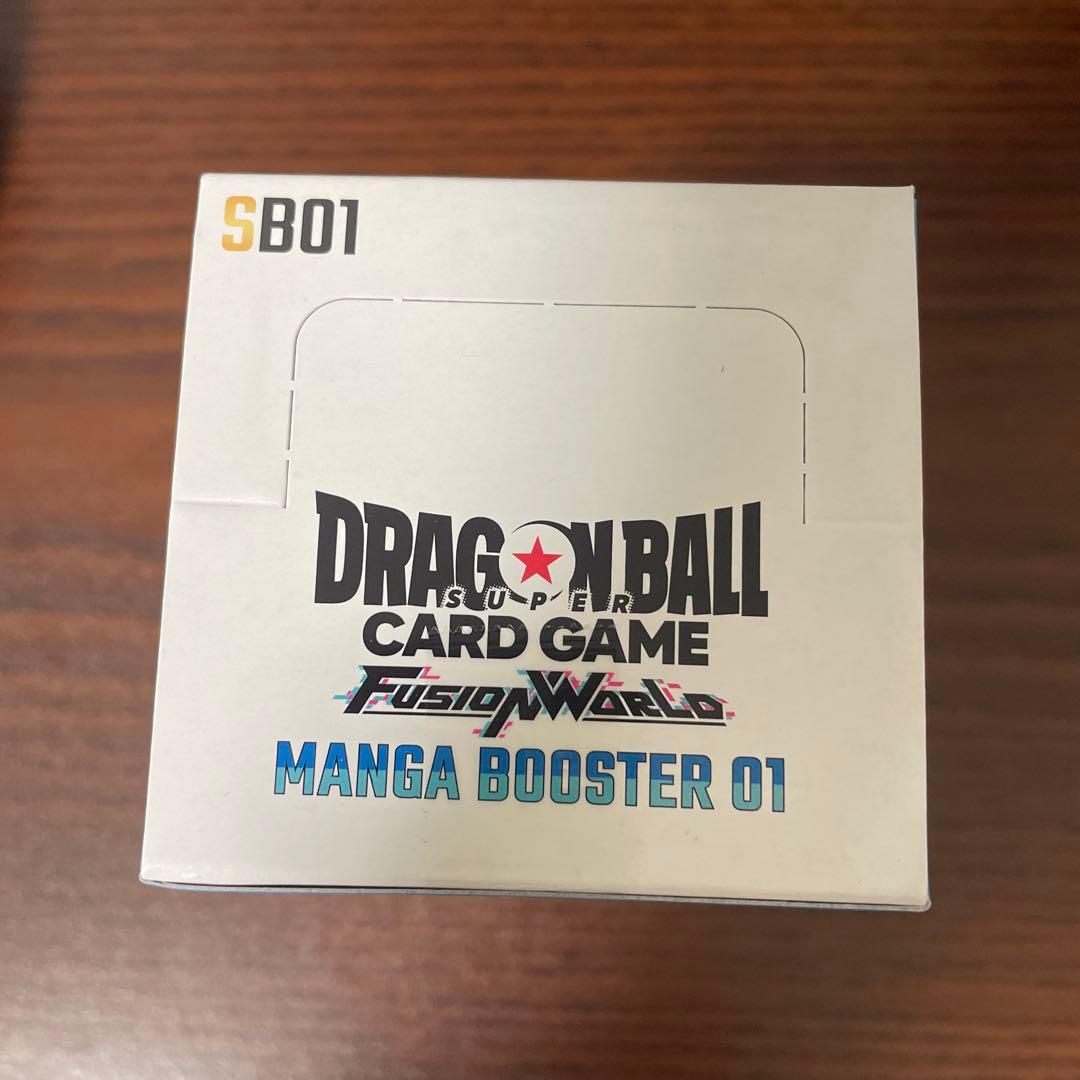 SB01
DRAGON BALL
SUPER
CARD GAME
FUSION WORLD
MANGA BOOSTER 01